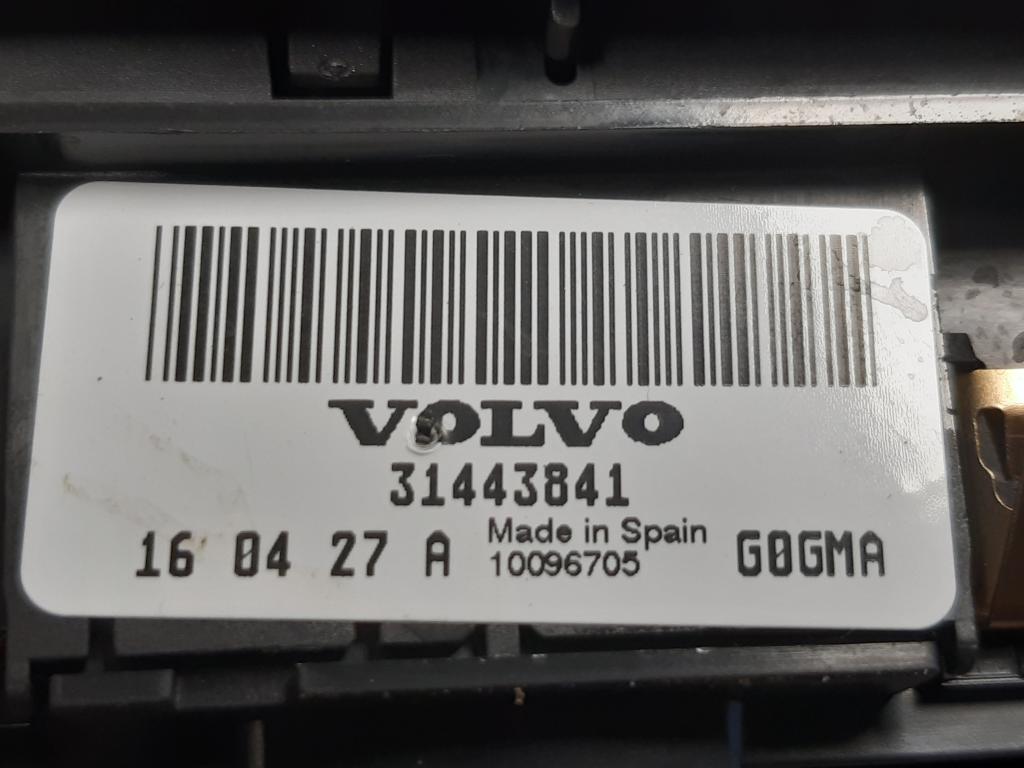 VOLVO
31443841
16 04 27 A Made in Spain G0GMA
10096705